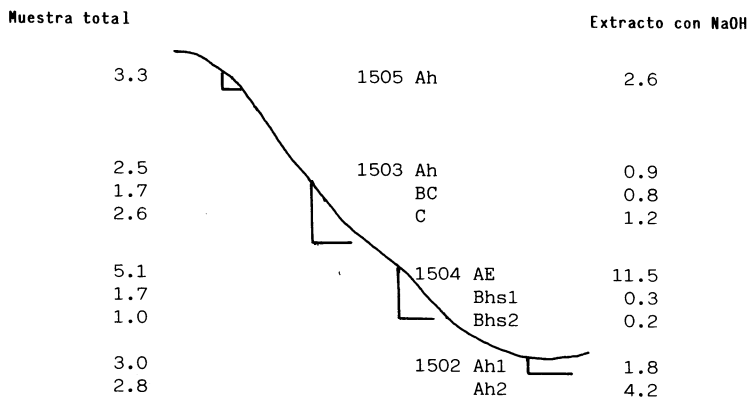 Muestra total Extracto con NaOH
3.3 1505 Ah 2.6
2.5 1503 Ah 0.9
1.7 BC 0.8
2.6 C 1.2
5.1 1504 AE 11.5
1.7 Bhs1 0.3
1.0 Bhs2 0.2
3.0 1502 Ah1 1.8
2.8 Ah2 4.2